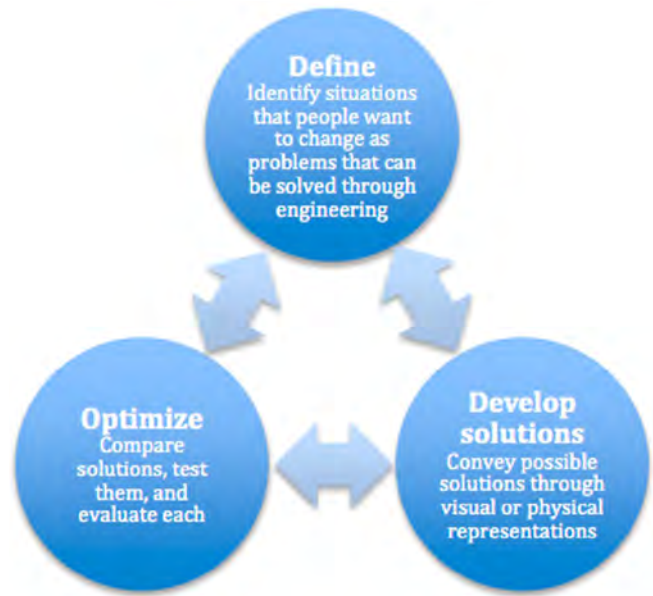 Define
Identify situations
that people want
to change as
problems that can
be solved through
engineering
Optimize
Compare
solutions, test
them, and
evaluate each
Develop
solutions
Convey possible
solutions through
visual or physical
representations